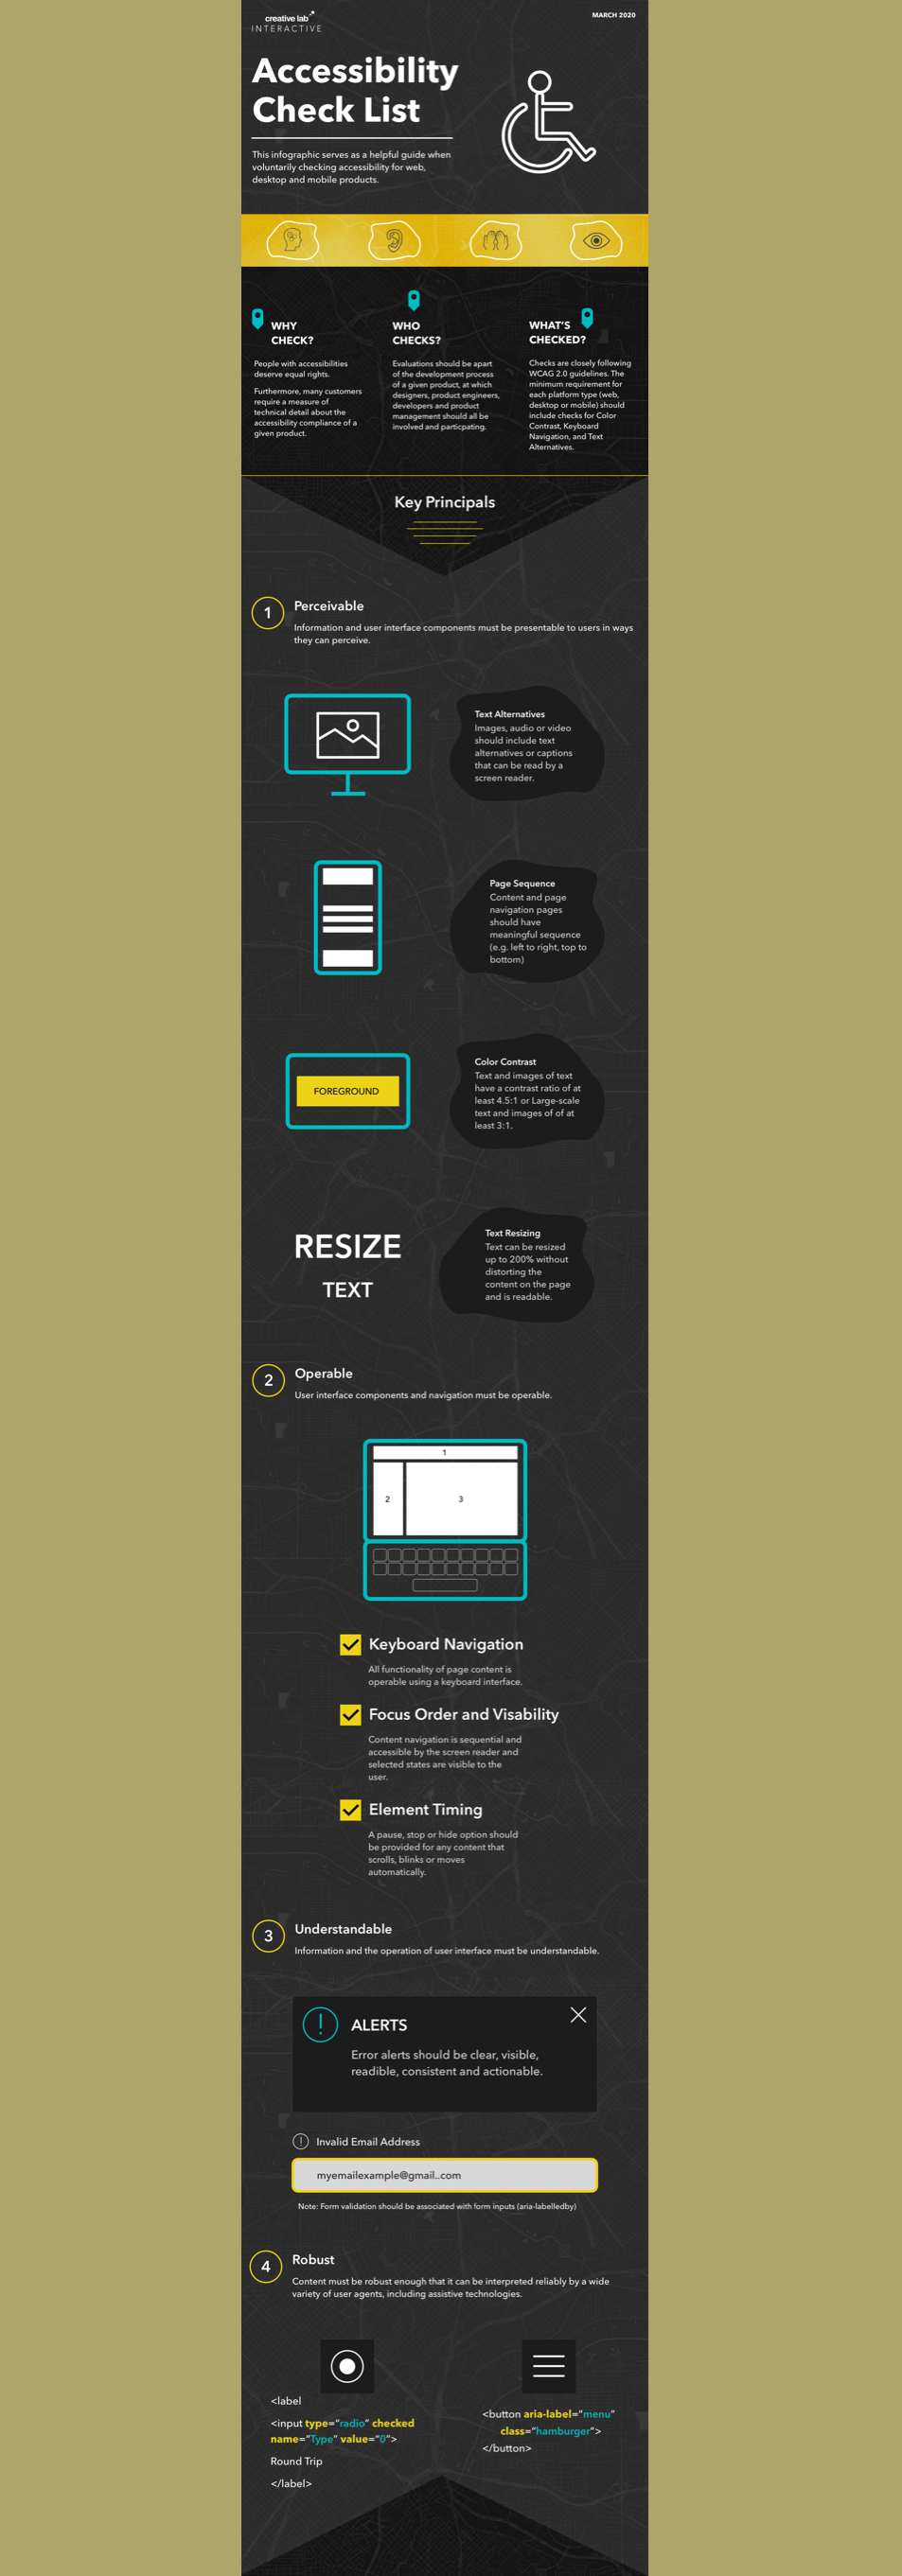 creative lab
INTERACTIVE
MARCH 2020
Accessibility
Check List
This infographic serves as a helpful guide when
voluntarily checking accessibility for web,
desktop and mobile products.
WHY
CHECK?
People with accessibilities
deserve equal rights.
Furthermore, many customers
require a measure of
technical detail about the
accessibility compliance of a
given product.
WHO
CHECKS?
Evaluations should be apart
of the development process
of a given product, at which
designers, product engineers,
developers and product
management should all be
involved and particpating.
WHAT'S
CHECKED?
Checks are closely following
WCAG 2.0 guidelines. The
minimum requirement for
each platform type (web,
desktop or mobile) should
include checks for Color
Contrast, Keyboard
Navigation, and Text
Alternatives.
Key Principals
1
Perceivable
Information and user interface components must be presentable to users in ways
they can perceive.
Text Alternatives
Images, audio or video
should include text
alternatives or captions
that can be read by a
screen reader.
Page Sequence
Content and page
navigation pages
should have
meaningful sequence
(e.g. left to right, top to
bottom)
FOREGROUND
Color Contrast
Text and images of text
have a contrast ratio of at
least 4.5:1 or Large-scale
text and images of of at
least 3:1.
RESIZE
TEXT
Text Resizing
Text can be resized
up to 200% without
distorting the
content on the page
and is readable.
2
Operable
User interface components and navigation must be operable.
1
2
3
Keyboard Navigation
All functionality of page content is
operable using a keyboard interface.
Focus Order and Visability
Content navigation is sequential and
accessible by the screen reader and
selected states are visible to the
user.
Element Timing
A pause, stop or hide option should
be provided for any content that
scrolls, blinks or moves
automatically.
3
Understandable
Information and the operation of user interface must be understandable.
ALERTS
Error alerts should be clear, visible,
readible, consistent and actionable.
Invalid Email Address
myemailexample@gmail..com
Note: Form validation should be associated with form inputs (aria-labelledby)
4
Robust
Content must be robust enough that it can be interpreted reliably by a wide
variety of user agents, including assistive technologies.
<label
<input type="radio" checked
name="Type" value="0">
Round Trip
</label>
<button aria-label="menu"
class="hamburger">
</button>